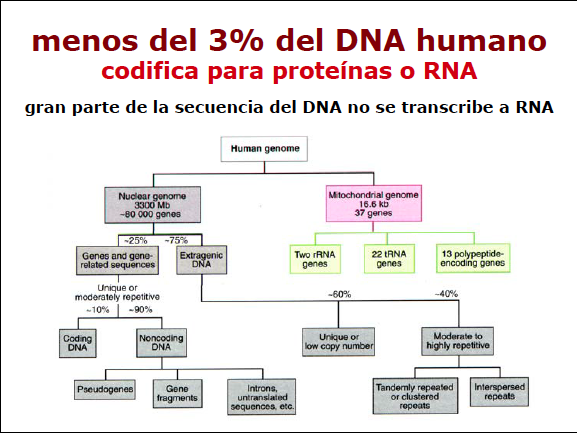 menos del 3% del DNA humano
codifica para proteínas o RNA
gran parte de la secuencia del DNA no se transcribe a RNA
Human genome
Nuclear genome
3300 Mb
~80 000 genes
Mitochondrial genome
16.6 kb
37 genes
~25%
~75%
Genes and gene-
related sequences
Extragenic
DNA
Two rRNA
genes
22 tRNA
genes
13 polypeptide-
encoding genes
Unique or
moderately repetitive
~10%
~90%
~60%
~40%
Coding
DNA
Noncoding
DNA
Unique or
low copy number
Moderate to
highly repetitive
Pseudogenes
Gene
fragments
Introns,
untranslated
sequences, etc.
Tandemly repeated
or clustered
repeats
Interspersed
repeats